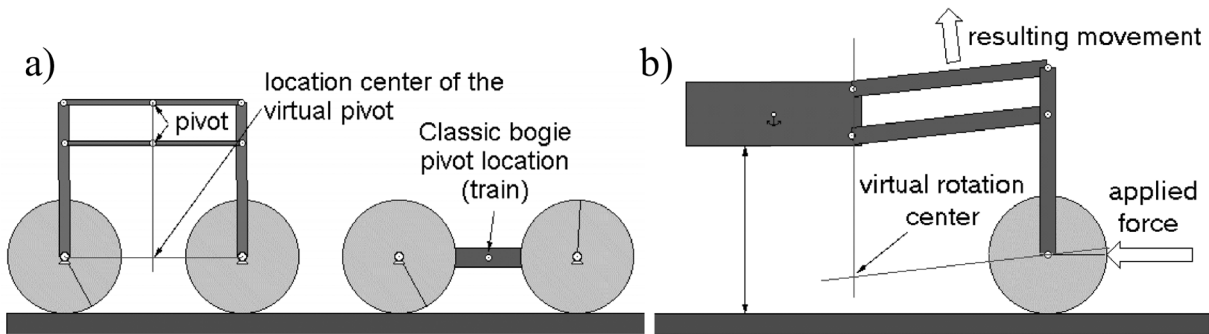 a)
location center of the
virtual pivot
pivot
Classic bogie
pivot location
(train)
b)
resulting movement
virtual rotation
center
applied
force